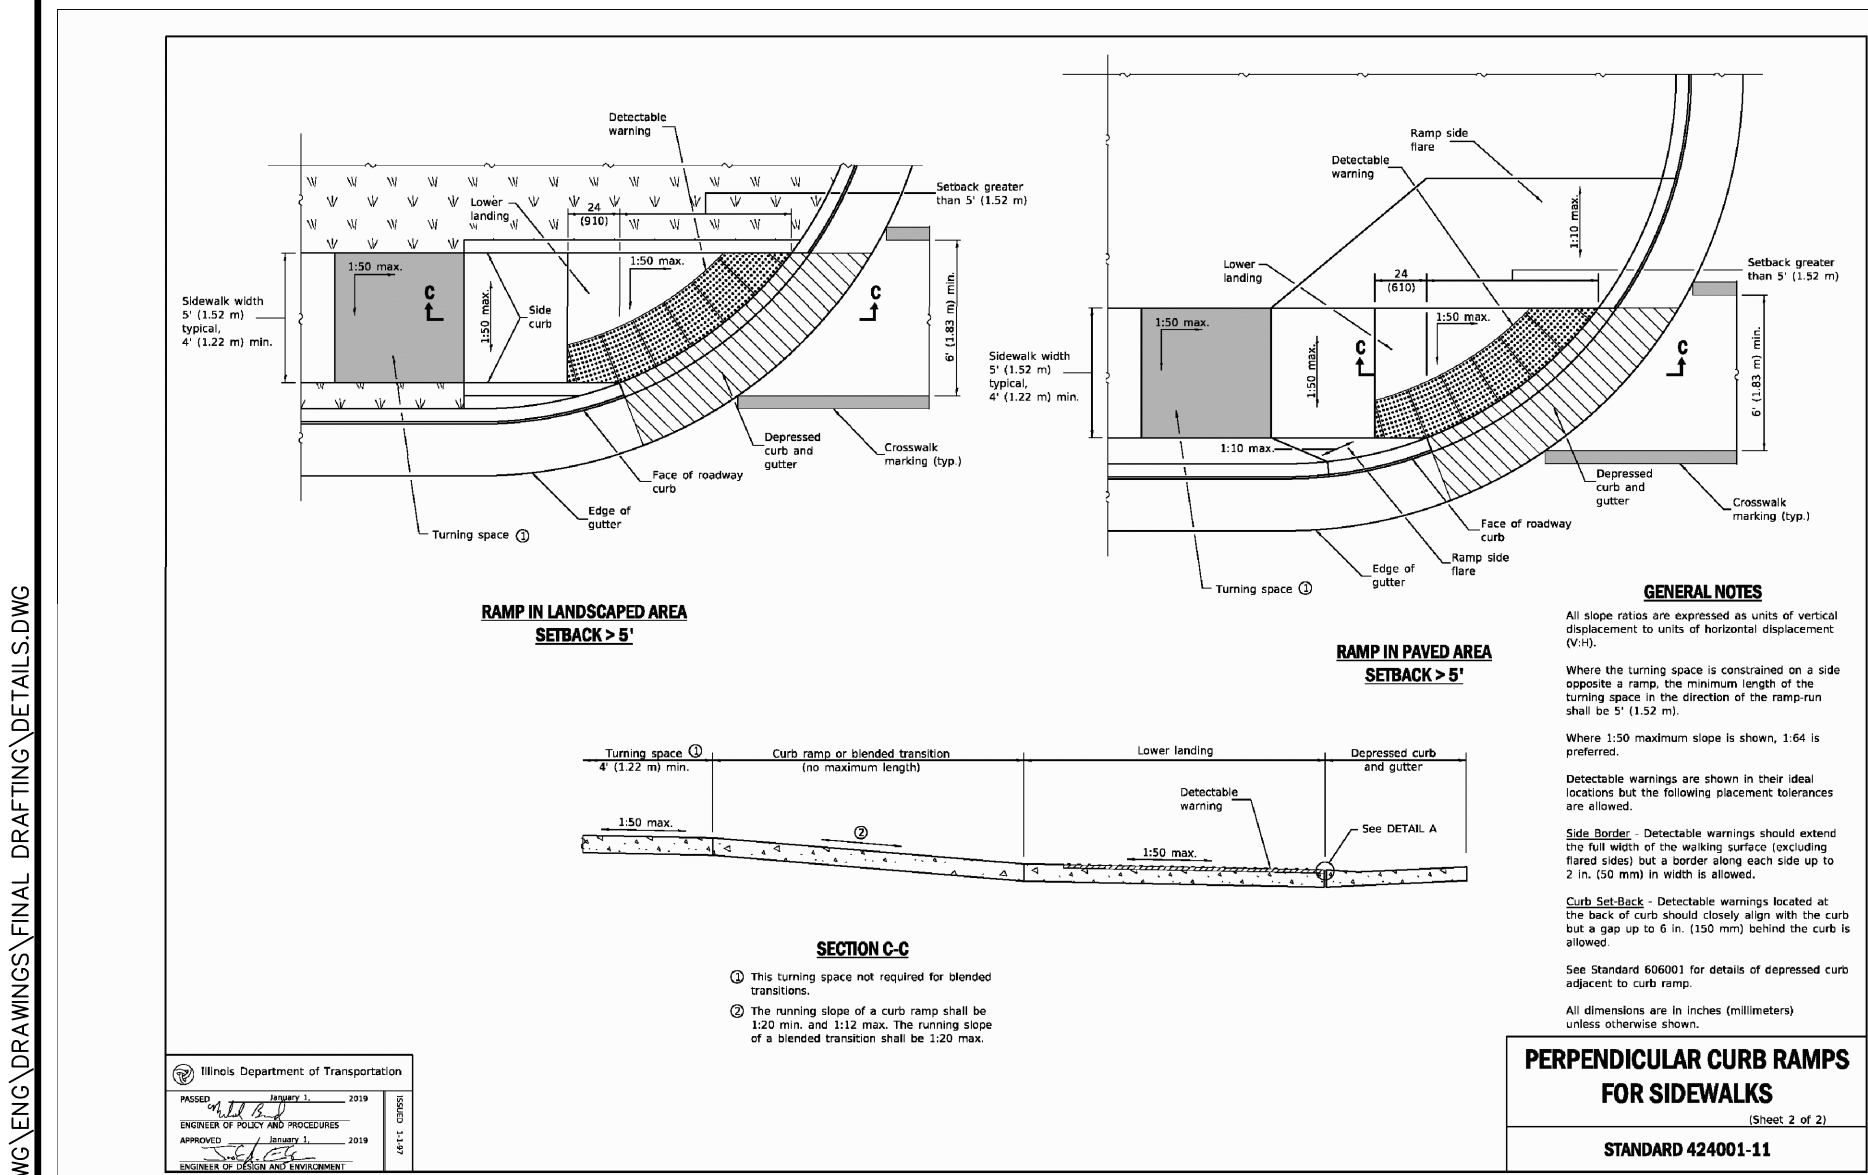 WG\ENG\DRAWINGS\FINAL DRAFTING\DETAILS.DWG
Detectable
warning
Lower
landing
24
(910)
Setback greater
than 5' (1.52 m)
1:50 max.
1:50 max.
1:50 max.
Side
curb
C
C
Sidewalk width
5' (1.52 m)
typical,
4' (1.22 m) min.
6' (1.83 m) min.
Depressed
curb and
gutter
Crosswalk
marking (typ.)
Face of roadway
curb
Edge of
gutter
Turning space ①
RAMP IN LANDSCAPED AREA
SETBACK > 5'
Ramp side
flare
Detectable
warning
1:10 max.
Lower
landing
24
(610)
Setback greater
than 5' (1.52 m)
1:50 max.
1:50 max.
1:50 max.
C
C
Sidewalk width
5' (1.52 m)
typical,
4' (1.22 m) min.
6' (1.83 m) min.
1:10 max.
Depressed
curb and
gutter
Crosswalk
marking (typ.)
Face of roadway
curb
Ramp side
flare
Edge of
gutter
Turning space ①
RAMP IN PAVED AREA
SETBACK > 5'
Turning space ①
4' (1.22 m) min.
Curb ramp or blended transition
(no maximum length)
Lower landing
Depressed curb
and gutter
Detectable
warning
1:50 max.
②
See DETAIL A
1:50 max.
SECTION C-C
① This turning space not required for blended
transitions.
② The running slope of a curb ramp shall be
1:20 min. and 1:12 max. The running slope
of a blended transition shall be 1:20 max.
GENERAL NOTES
All slope ratios are expressed as units of vertical
displacement to units of horizontal displacement
(V:H).
Where the turning space is constrained on a side
opposite a ramp, the minimum length of the
turning space in the direction of the ramp-run
shall be 5' (1.52 m).
Where 1:50 maximum slope is shown, 1:64 is
preferred.
Detectable warnings are shown in their ideal
locations but the following placement tolerances
are allowed.
Side Border - Detectable warnings should extend
the full width of the walking surface (excluding
flared sides) but a border along each side up to
2 in. (50 mm) in width is allowed.
Curb Set-Back - Detectable warnings located at
the back of curb should closely align with the curb
but a gap up to 6 in. (150 mm) behind the curb is
allowed.
See Standard 606001 for details of depressed curb
adjacent to curb ramp.
All dimensions are in inches (millimeters)
unless otherwise shown.
Illinois Department of Transportation
PASSED January 1, 2019
ENGINEER OF POLICY AND PROCEDURES
APPROVED January 1, 2019
ENGINEER OF DESIGN AND ENVIRONMENT
ISSUED 1-1-97
PERPENDICULAR CURB RAMPS
FOR SIDEWALKS
(Sheet 2 of 2)
STANDARD 424001-11